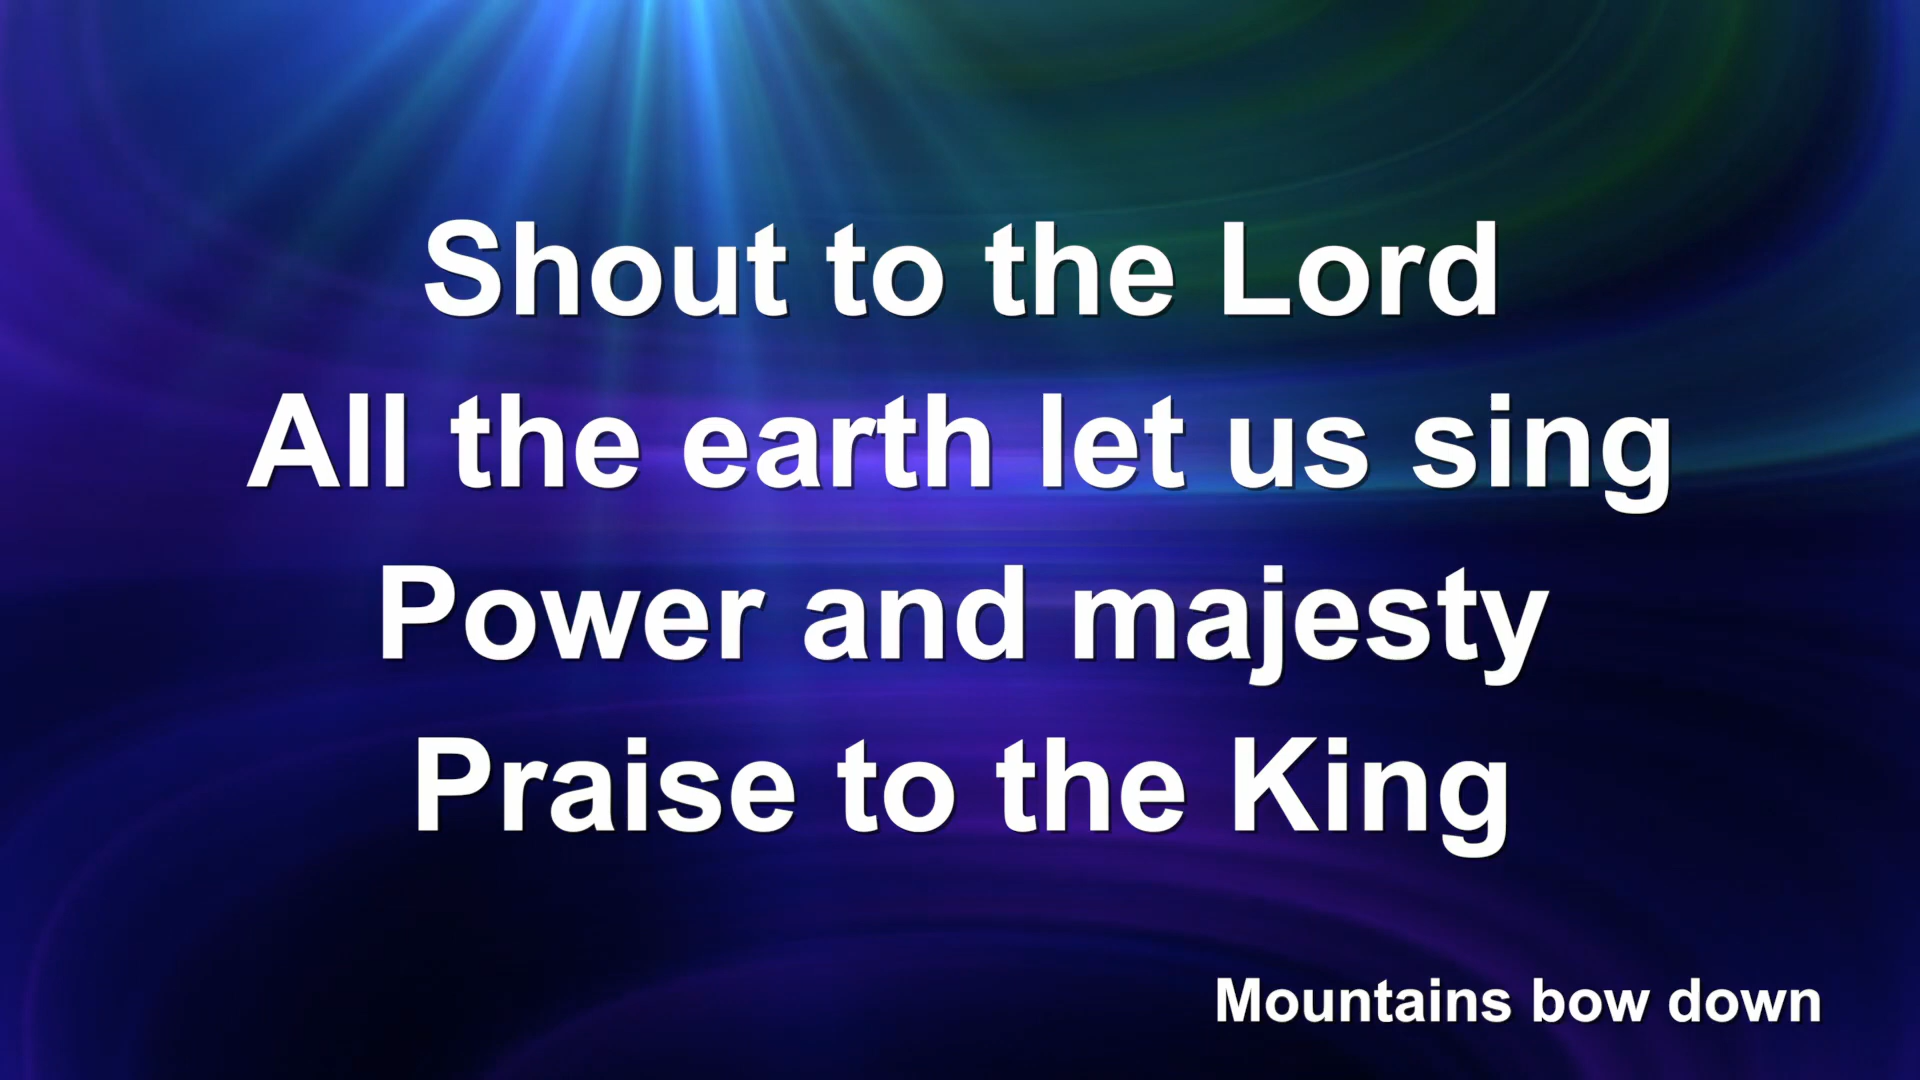 Shout to the Lord
All the earth let us sing
Power and majesty
Praise to the King
Mountains bow down